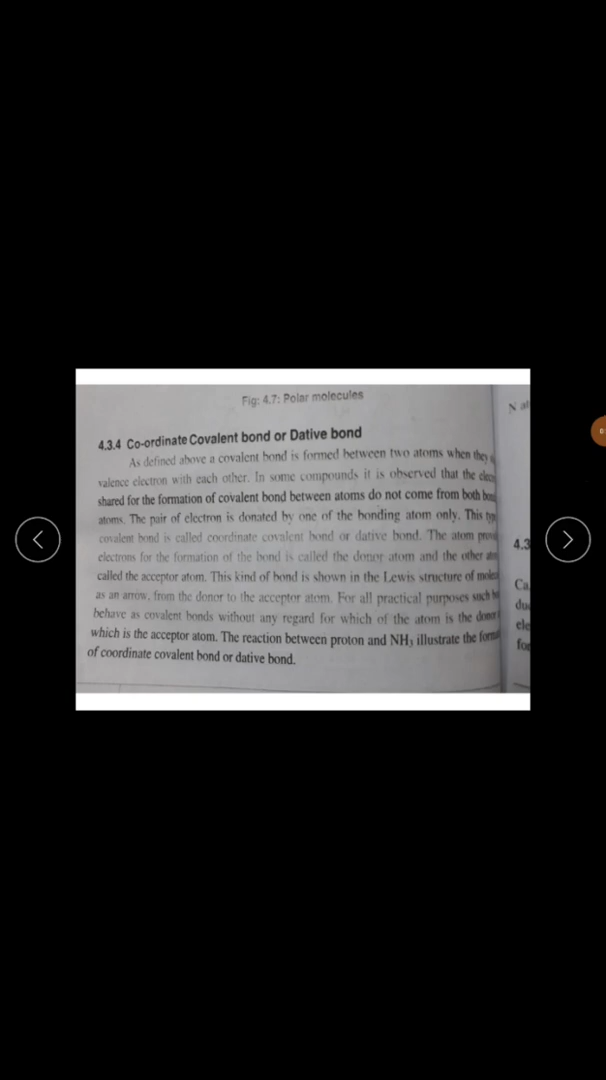 Fig: 4.7: Polar molecules
4.3.4 Co-ordinate Covalent bond or Dative bond
As defined above a covalent bond is formed between two atoms when they
valence electron with each other. In some compounds it is observed that the
shared for the formation of covalent bond between atoms do not come from both
atoms. The pair of electron is donated by one of the bonding atom only. This
covalent bond is called coordinate covalent bond or dative bond. The atom
electrons for the formation of the bond is called the donor atom and the other
called the acceptor atom. This kind of bond is shown in the Lewis structure of
as an arrow, from the donor to the acceptor atom. For all practical purposes such
behave as covalent bonds without any regard for which of the atom is the donor
which is the acceptor atom. The reaction between proton and NH₃ illustrate the
of coordinate covalent bond or dative bond.
N
4.3